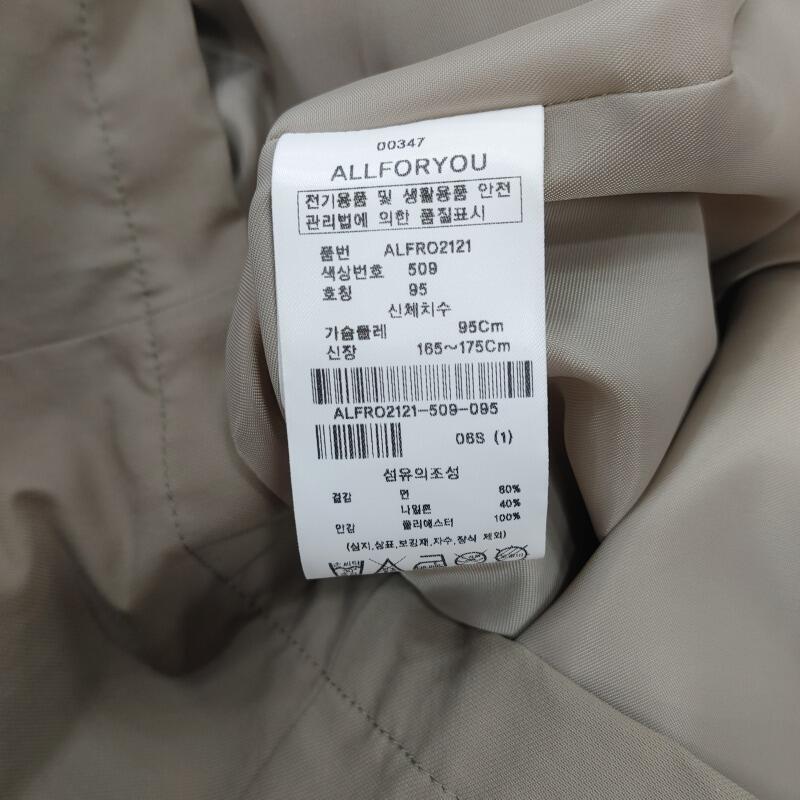 00347
ALLFORYOU
전기용품 및 생활용품 안전
관리법에 의한 품질표시
품번 ALFRO2121
색상번호 509
호칭 95
신체치수
가슴둘레 95Cm
신장 165~175Cm
ALFRO2121-509-095
06S (1)
섬유의조성
겉감 면 60%
나일론 40%
안감 폴리에스터 100%
(심지,상표,보강재,자수,장식 제외)